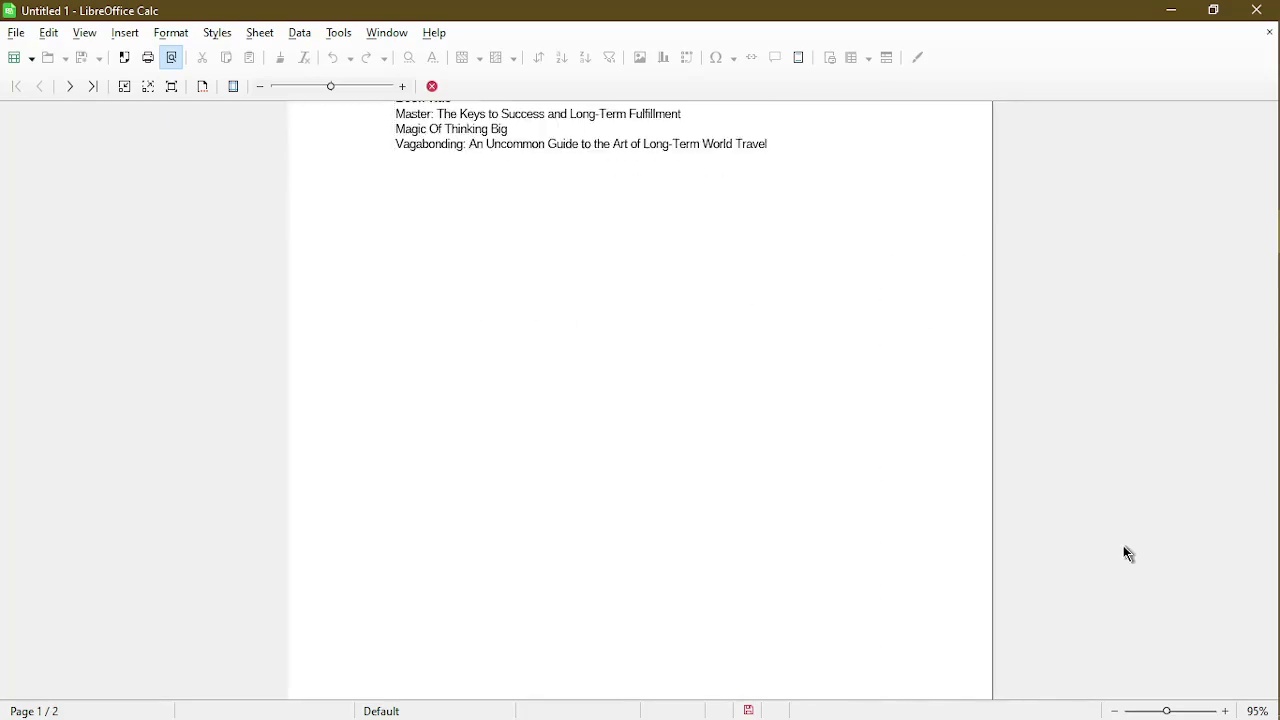 Untitled 1 - LibreOffice Calc
File Edit View Insert Format Styles Sheet Data Tools Window Help
Master: The Keys to Success and Long-Term Fulfillment
Magic Of Thinking Big
Vagabonding: An Uncommon Guide to the Art of Long-Term World Travel
Page 1 / 2 Default 95%